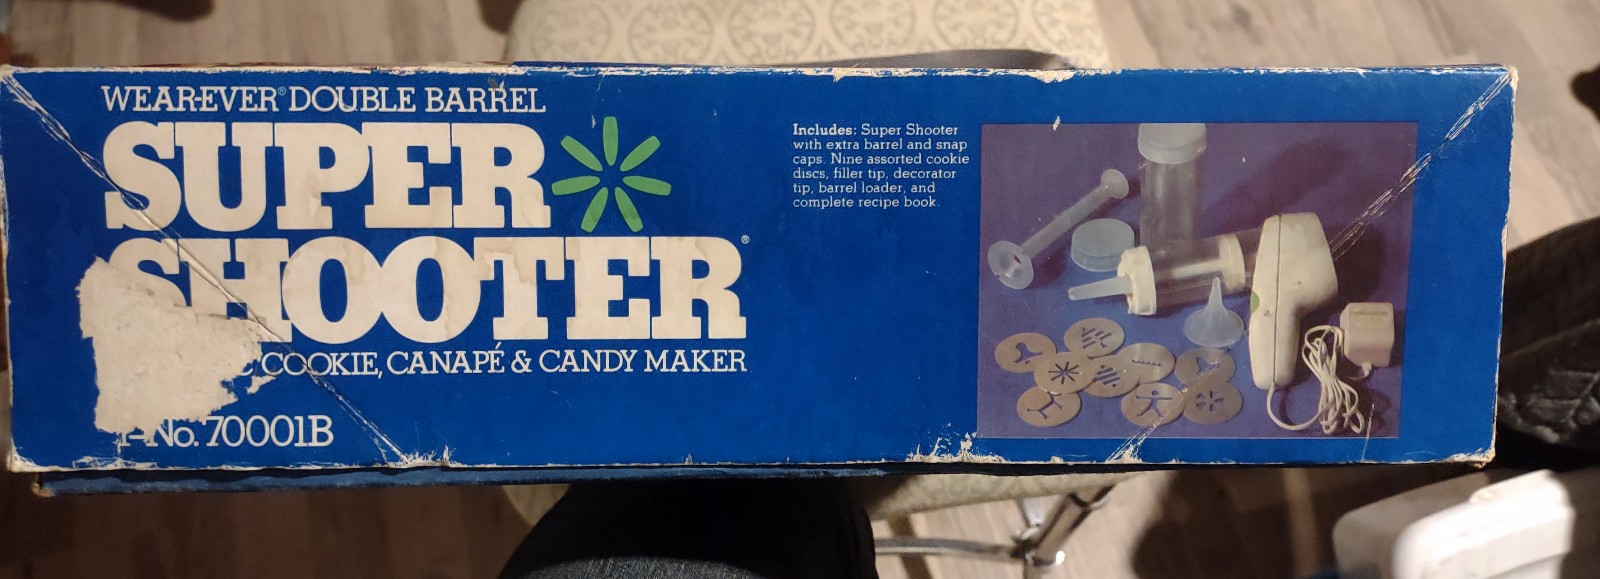 WEAR-EVER® DOUBLE BARREL
SUPER
SHOOTER®
C COOKIE, CANAPÉ & CANDY MAKER
No. 70001B
Includes: Super Shooter
with extra barrel and snap
caps. Nine assorted cookie
discs, filler tip, decorator
tip, barrel loader, and
complete recipe book.